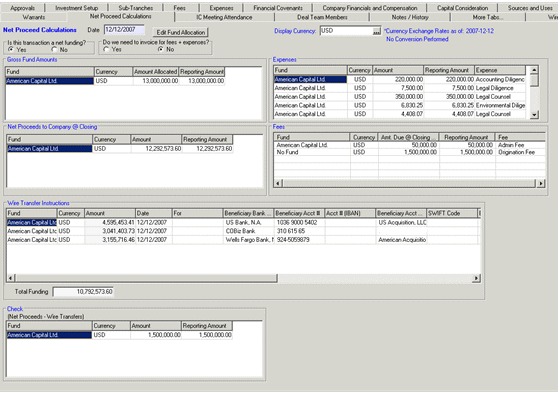 Approvals Investment Setup Sub-Tranches Fees Expenses Financial Covenants Company Financials and Compensation Capital Consideration Sources and Uses
Warrants Net Proceed Calculations IC Meeting Attendance Deal Team Members Notes / History More Tabs...
Net Proceed Calculations Date 12/12/2007 Edit Fund Allocation Display Currency: USD ... *Currency Exchange Rates as of: 2007-12-12
No Conversion Performed
Is this transaction a net funding? Do we need to invoice for fees + expenses?
Yes No Yes No
Gross Fund Amounts
Fund Currency Amount Allocated Reporting Amount
American Capital Ltd. USD 13,000,000.00 13,000,000.00
Expenses
Fund Currency Amount Reporting Amount Expense
American Capital Ltd. USD 220,000.00 220,000.00 Accounting Diligenc
American Capital Ltd. USD 7,500.00 7,500.00 Legal Diligence
American Capital Ltd. USD 350,000.00 350,000.00 Legal Counsel
American Capital Ltd. USD 6,830.25 6,830.25 Environmental Dilige
American Capital Ltd. USD 4,408.07 4,408.07 Legal Counsel
Net Proceeds to Company @ Closing
Fund Currency Amount Reporting Amount
American Capital Ltd. USD 12,292,573.60 12,292,573.60
Fees
Fund Currency Amt. Due @ Closing ... Reporting Amount Fee
American Capital Ltd. USD 50,000.00 50,000.00 Admin Fee
No Fund USD 1,500,000.00 1,500,000.00 Origination Fee
Wire Transfer Instructions
Fund Currency Amount Date For Beneficiary Bank ... Beneficiary Acct # Acct # (IBAN) Beneficiary Acct ... SWIFT Code
American Capital Ltc USD 4,595,453.41 12/12/2007 US Bank, N.A. 1036 9000 5402 US Acquisition, LLC
American Capital Ltc USD 3,041,403.73 12/12/2007 COBiz Bank 310 615 65
American Capital Ltc USD 3,155,716.46 12/12/2007 Wells Fargo Bank, N 924-5059879 American Acquisitio
Total Funding 10,792,573.60
Check
(Net Proceeds - Wire Transfers)
Fund Currency Amount Reporting Amount
American Capital Ltd. USD 1,500,000.00 1,500,000.00